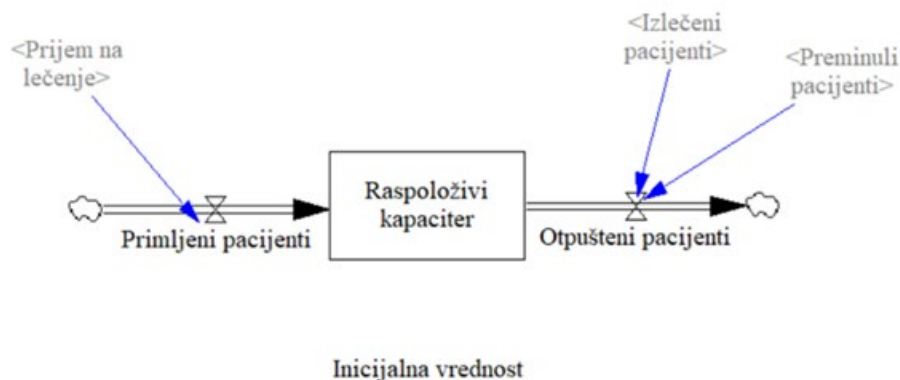 <Prijem na
lečenje>
<Izlečeni
pacijenti>
<Preminuli
pacijenti>
Raspoloživi
kapaciter
Primljeni pacijenti
Otpušteni pacijenti
Inicijalna vrednost